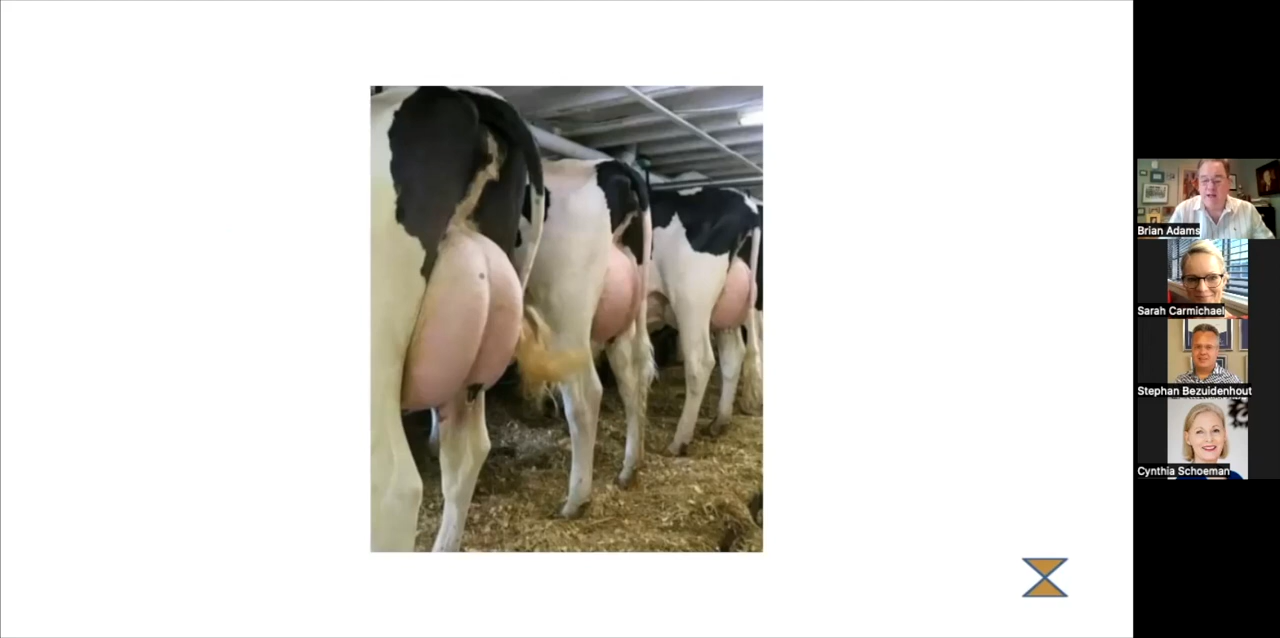 Brian Adams
Sarah Carmichael
Stephan Bezuidenhout
Cynthia Schoeman